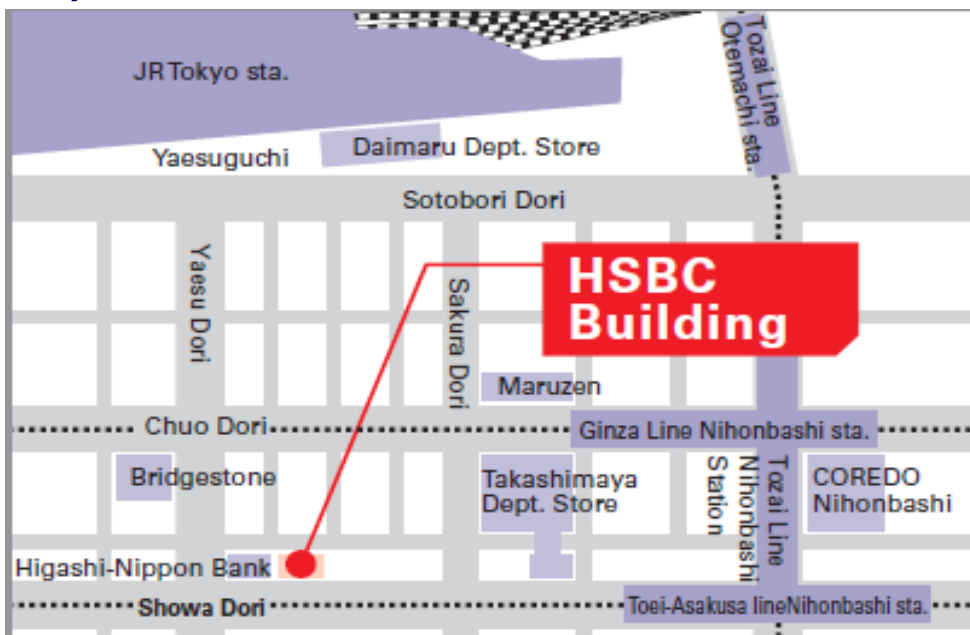 JR Tokyo sta.
Tozai Line
Otemachi sta.
Yaesuguchi
Daimaru Dept. Store
Sotobori Dori
Yaesu Dori
Sakura Dori
HSBC
Building
Maruzen
Chuo Dori
Ginza Line Nihonbashi sta.
Bridgestone
Takashimaya
Dept. Store
Tozai Line
Nihonbashi
Station
COREDO
Nihonbashi
Higashi-Nippon Bank
Showa Dori
Toei-Asakusa lineNihonbashi sta.